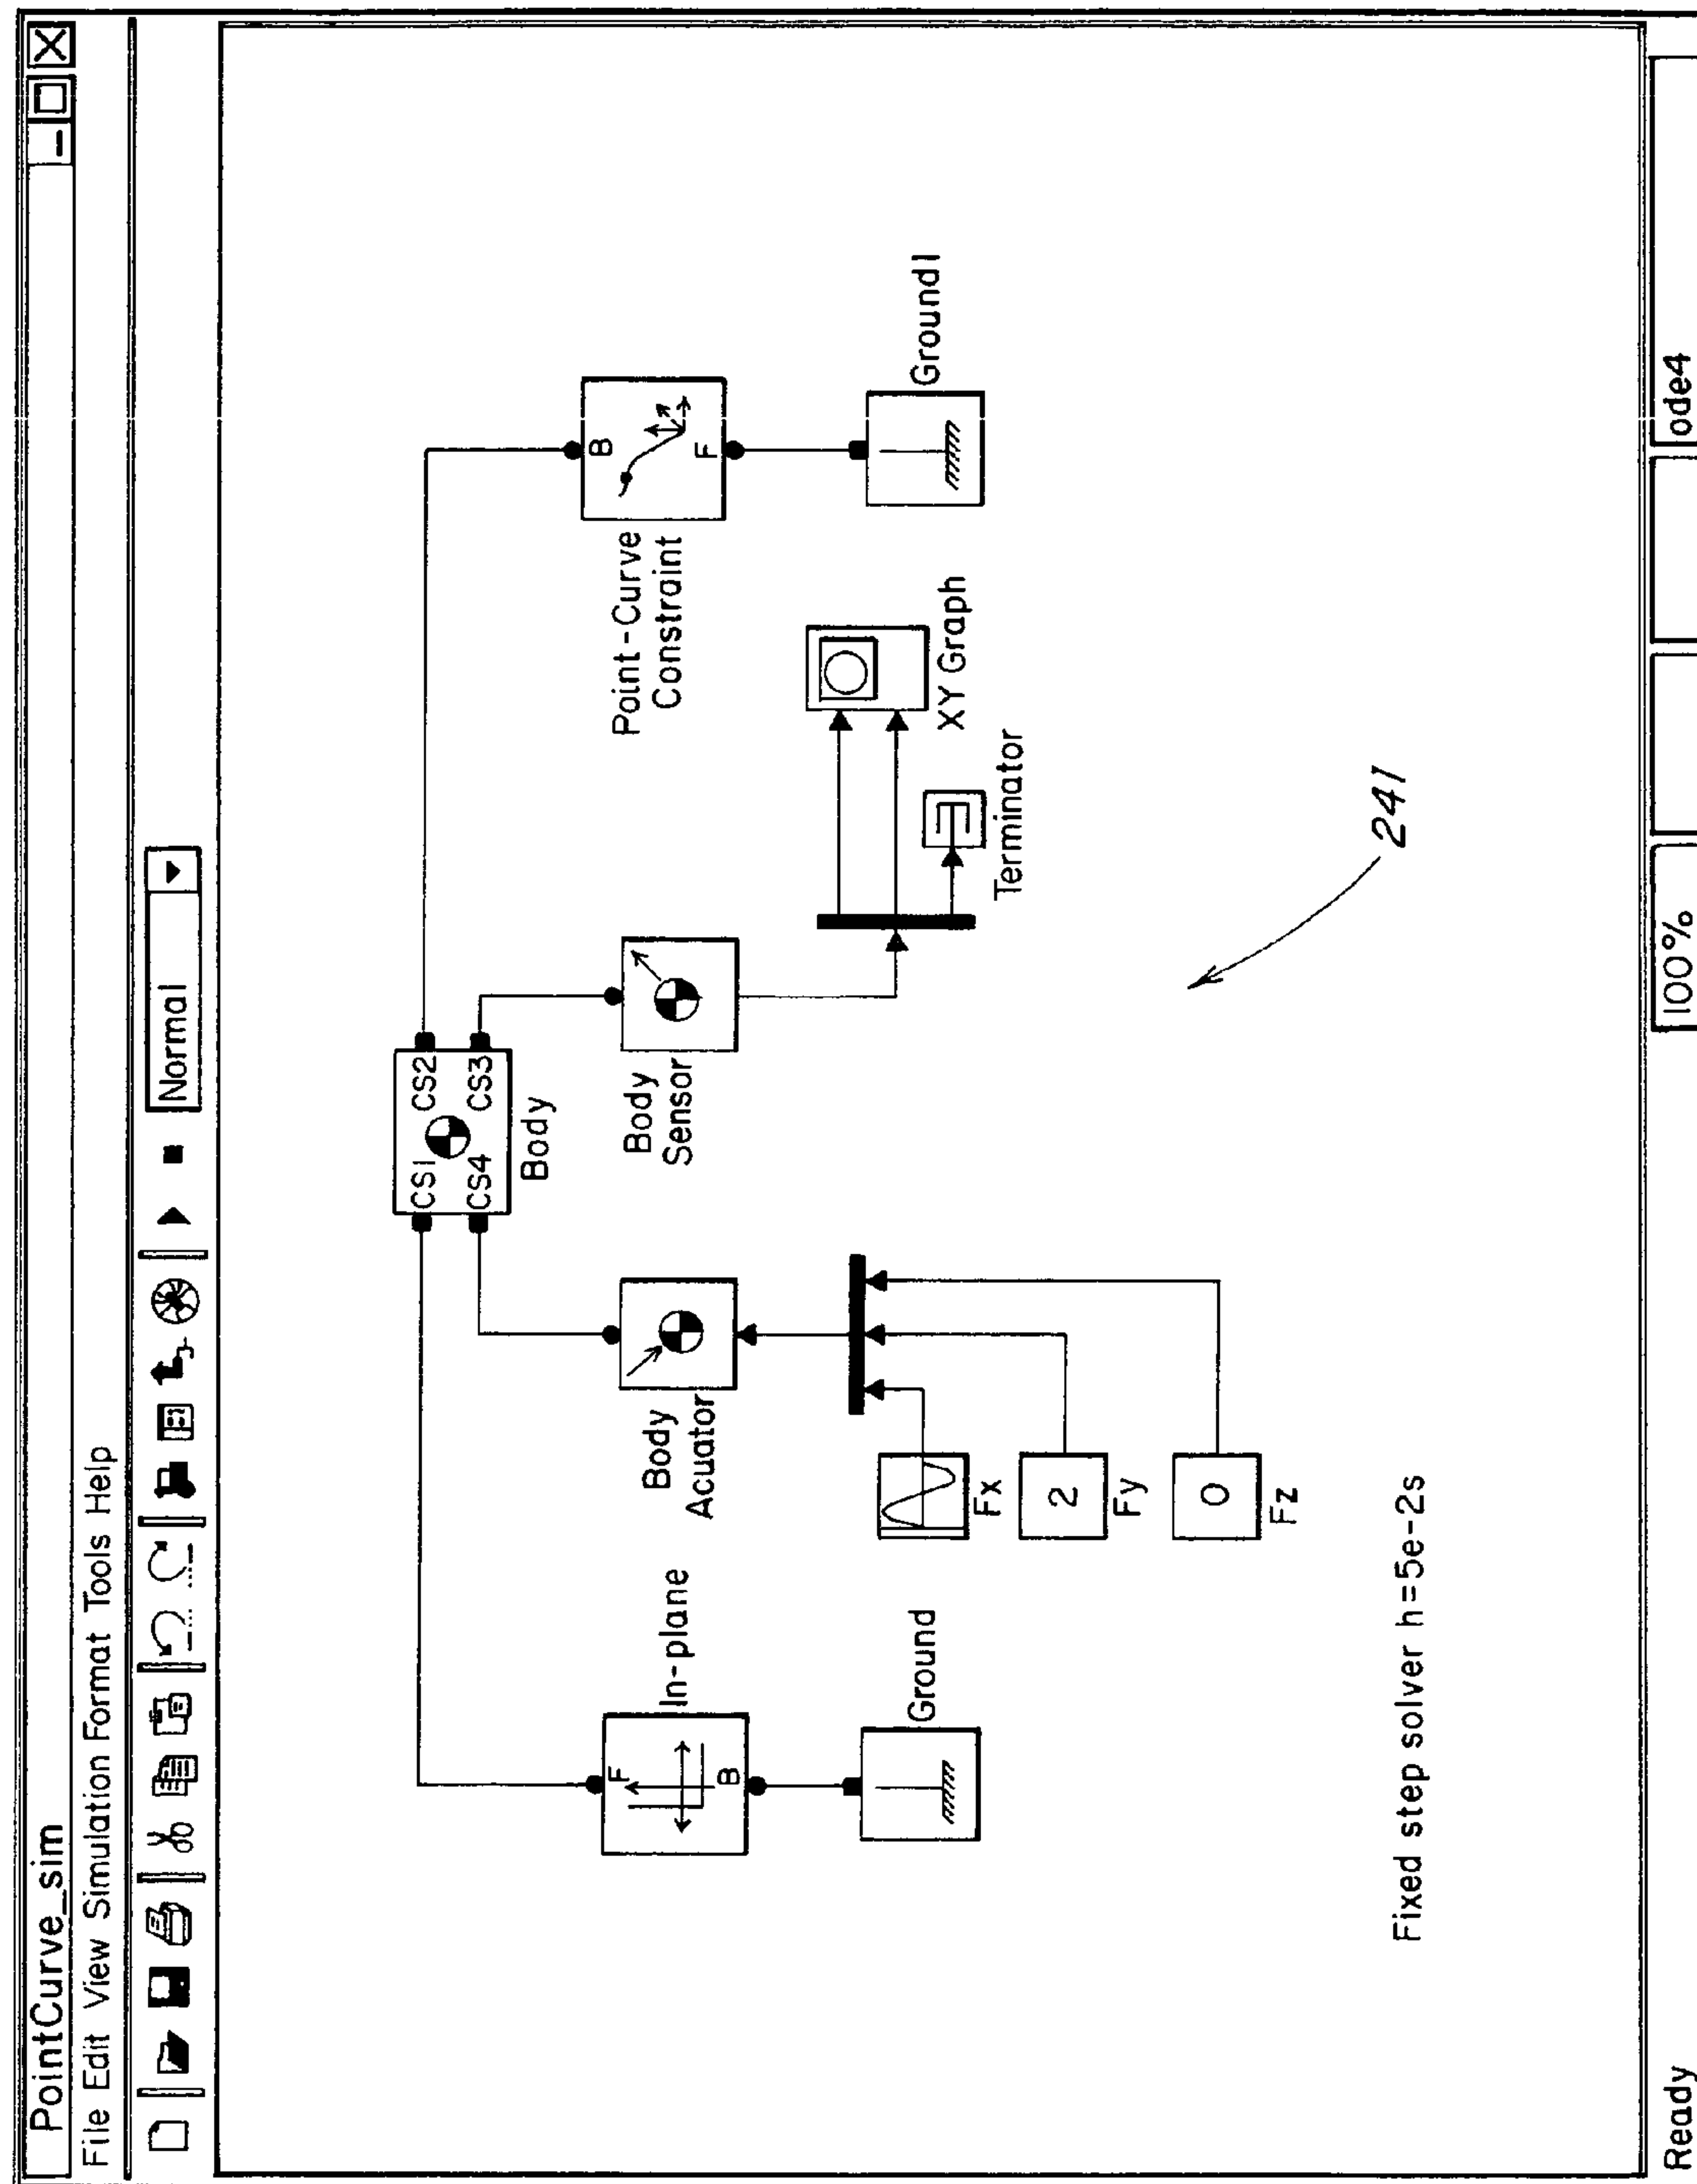 PointCurve_sim
File Edit View Simulation Format Tools Help
Normal
CS1 CS2
CS4 CS3
Body
In-plane
F
B
Ground
Body
Acuator
Body
Sensor
Point-Curve
Constraint
B
F
Ground1
Fx
2
Fy
0
Fz
XY Graph
Terminator
241
Fixed step solver h=5e-2s
Ready
100%
ode4